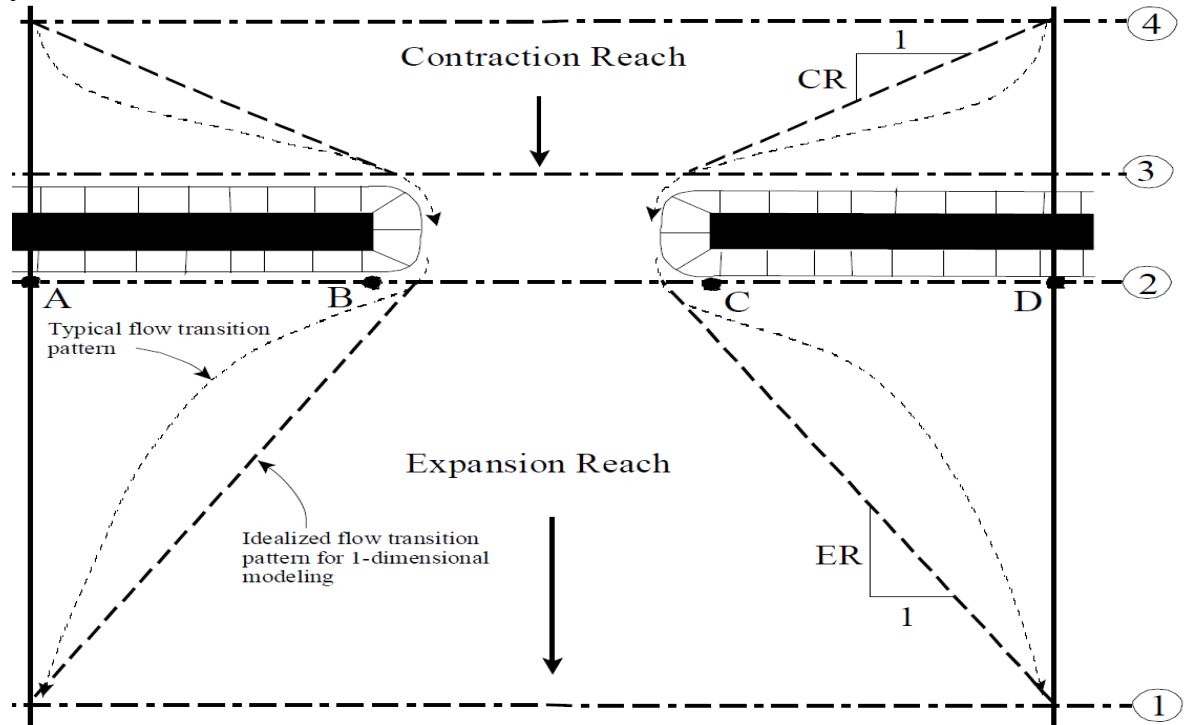 4
Contraction Reach
1
CR
3
2
A
B
C
D
Typical flow transition
pattern
Expansion Reach
Idealized flow transition
pattern for 1-dimensional
modeling
ER
1
1